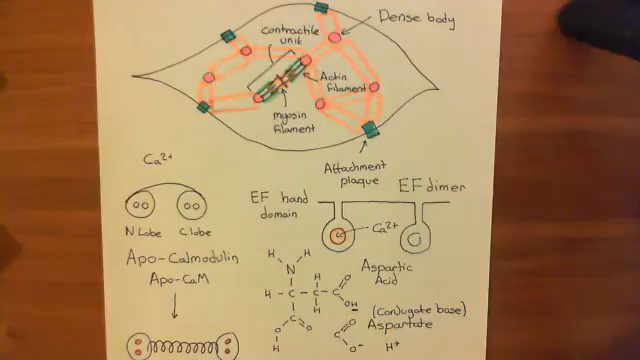 Contractile
unit
Dense body
Actin
filament
myosin
filament
Attachment
plaque
Ca²⁺
N Lobe
C lobe
Apo-Calmodulin
Apo-CaM
EF hand
domain
EF dimer
Ca²⁺
Aspartic
Acid
H H
N
H
H - C - C - C O
H H OH
C O
O
H
(Conjugate base)
Aspartate
C O
O⁻
H⁺